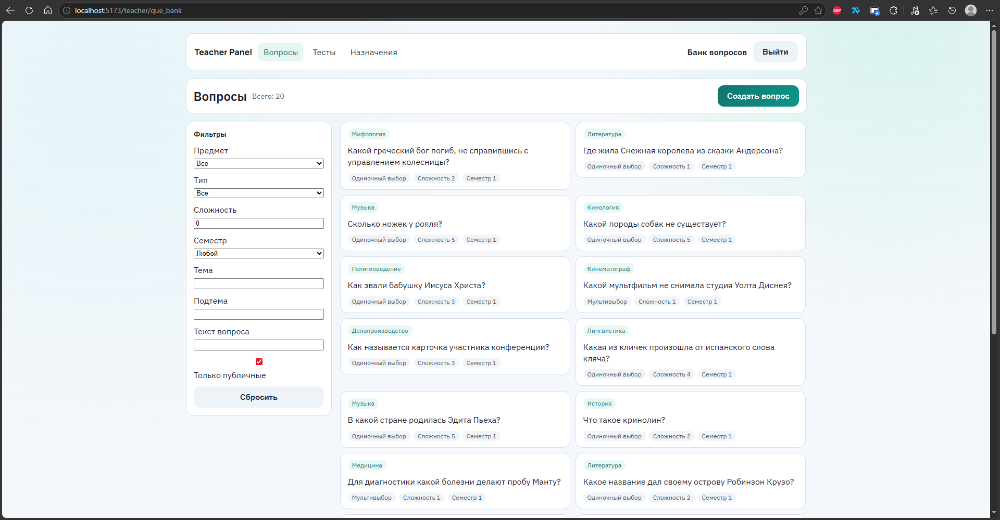 localhost:5173/teacher/que_bank
ABP
Teacher Panel
Вопросы
Тесты
Назначения
Банк вопросов
Выйти
Вопросы
Всего: 20
Создать вопрос
Фильтры
Предмет
Все
Тип
Все
Сложность
0
Семестр
Любой
Тема
Подтема
Текст вопроса
Только публичные
Сбросить
Мифология
Какой греческий бог погиб, не справившись с
управлением колесницы?
Одиночный выбор Сложность 2 Семестр 1
Литература
Где жила Снежная королева из сказки Андерсона?
Одиночный выбор Сложность 1 Семестр 1
Музыка
Сколько ножек у рояля?
Одиночный выбор Сложность 5 Семестр 1
Кинология
Какой породы собак не существует?
Одиночный выбор Сложность 5 Семестр 1
Религиоведение
Как звали бабушку Иисуса Христа?
Одиночный выбор Сложность 3 Семестр 1
Кинематограф
Какой мультфильм не снимала студия Уолта Диснея?
Мультивыбор Сложность 1 Семестр 1
Делопроизводство
Как называется карточка участника конференции?
Одиночный выбор Сложность 3 Семестр 1
Лингвистика
Какая из кличек произошла от испанского слова
кляча?
Одиночный выбор Сложность 4 Семестр 1
Музыка
В какой стране родилась Эдита Пьеха?
Одиночный выбор Сложность 5 Семестр 1
История
Что такое кринолин?
Одиночный выбор Сложность 2 Семестр 1
Медицина
Для диагностики какой болезни делают пробу Манту?
Мультивыбор Сложность 1 Семестр 1
Литература
Какое название дал своему острову Робинзон Крузо?
Одиночный выбор Сложность 2 Семестр 1